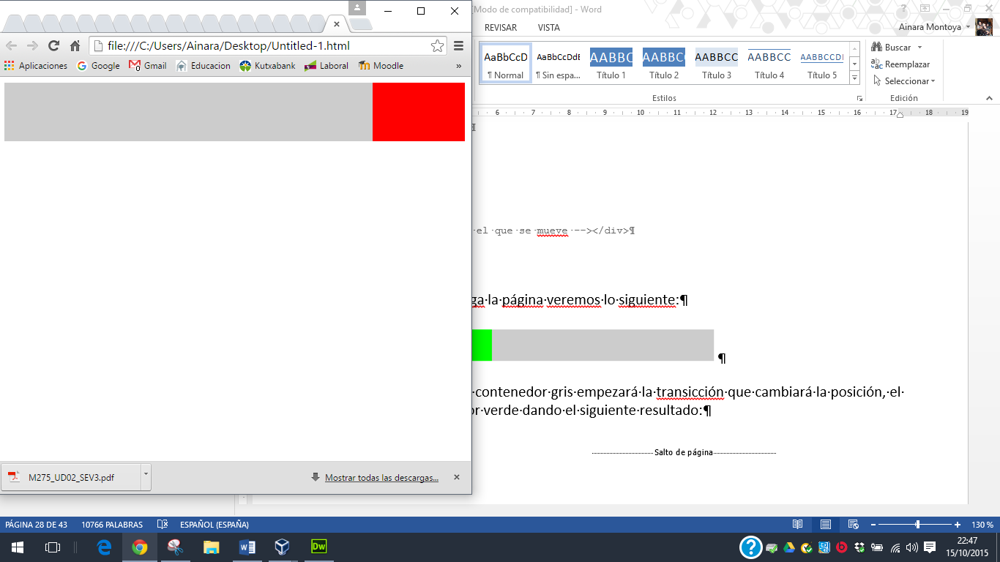 file:///C:/Users/Ainara/Desktop/Untitled-1.html
Aplicaciones Google Gmail Educacion Kutxabank Laboral Moodle »
M275_UD02_SEV3.pdf
Mostrar todas las descargas...
[Modo de compatibilidad] - Word
REVISAR VISTA
Ainara Montoya
AaBbCcD AaBbCcDdE AABBC AABBC AABBCC AABBCC AABBCCDI
¶ Normal ¶ Sin espa... Título 1 Título 2 Título 3 Título 4 Título 5
Estilos
Buscar
Reemplazar
Seleccionar
Edición
6 7 8 9 10 11 12 13 14 15 16 17 18 19
¶
el que se mueve --></div>¶
ga la página veremos lo siguiente:¶
¶
contenedor gris empezará la transicción que cambiará la posición, el
or verde dando el siguiente resultado:¶
Salto de página
PÁGINA 28 DE 43 10766 PALABRAS ESPAÑOL (ESPAÑA) 130 %
Dw
22:47
15/10/2015